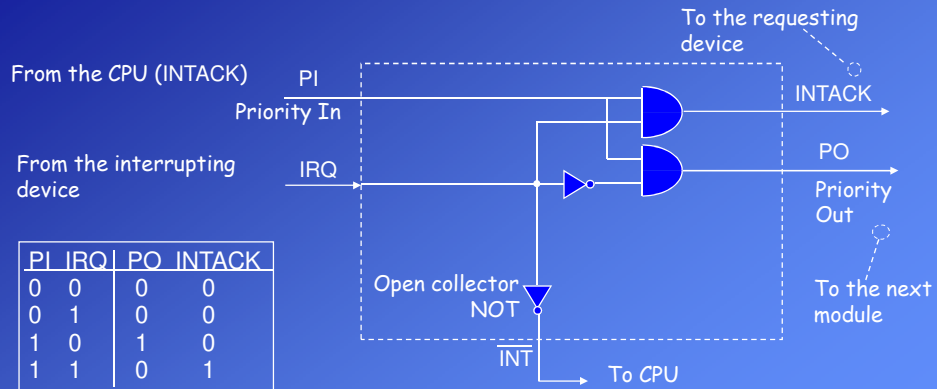 To the requesting
device
From the CPU (INTACK)
PI
Priority In
INTACK
From the interrupting
device
IRQ
PO
Priority
Out
PI IRQ PO INTACK
0 0 0 0
0 1 0 0
1 0 1 0
1 1 0 1
Open collector
NOT
To the next
module
INT
To CPU